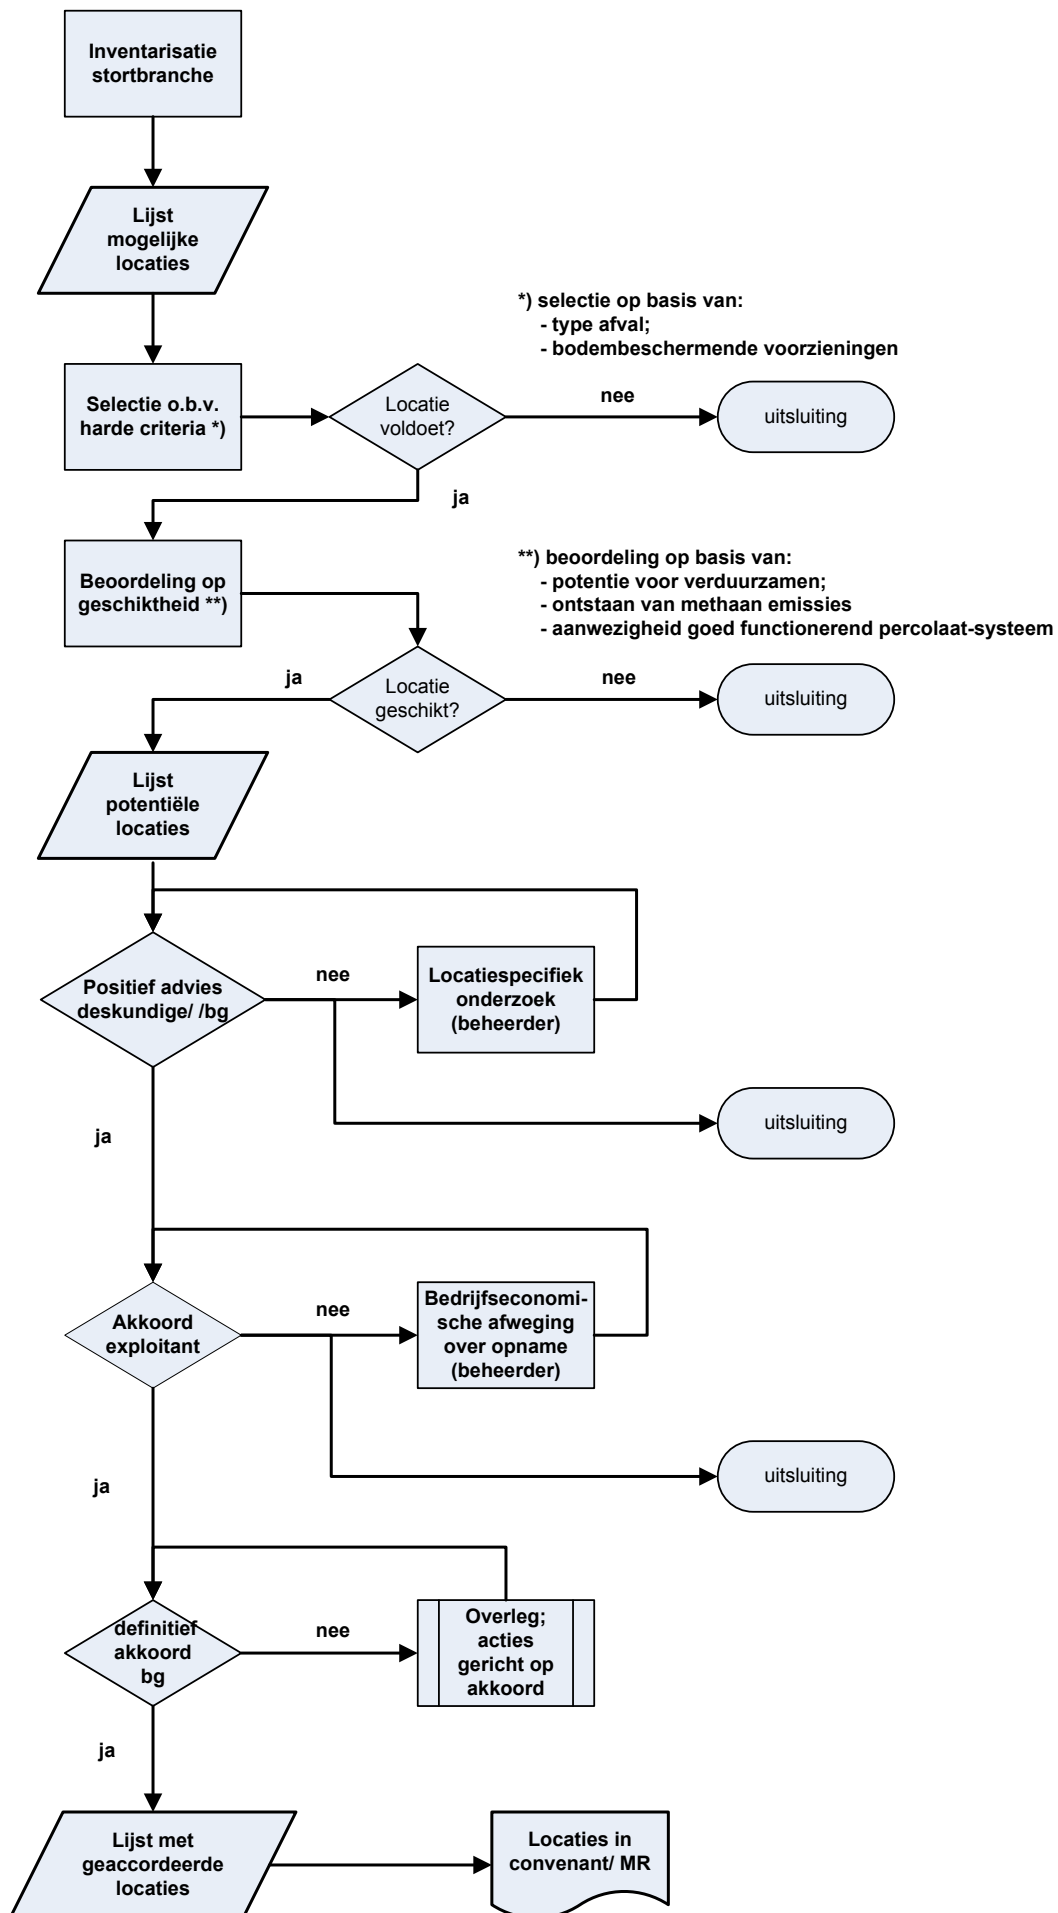 Inventarisatie
stortbranche
Lijst
mogelijke
locaties
*) selectie op basis van:
- type afval;
- bodembeschermende voorzieningen
Selectie o.b.v.
harde criteria *)
Locatie
voldoet?
nee
uitsluiting
ja
Beoordeling op
geschiktheid **)
**) beoordeling op basis van:
- potentie voor verduurzamen;
- ontstaan van methaan emissies
- aanwezigheid goed functionerend percolaat-systeem
ja
Locatie
geschikt?
nee
uitsluiting
Lijst
potentiële
locaties
Positief advies
deskundige/ /bg
nee
Locatiespecifiek
onderzoek
(beheerder)
uitsluiting
ja
Akkoord
exploitant
nee
Bedrijfseconomi-
sche afweging
over opname
(beheerder)
uitsluiting
ja
definitief
akkoord
bg
nee
Overleg;
acties
gericht op
akkoord
ja
Lijst met
geaccordeerde
locaties
Locaties in
convenant/ MR